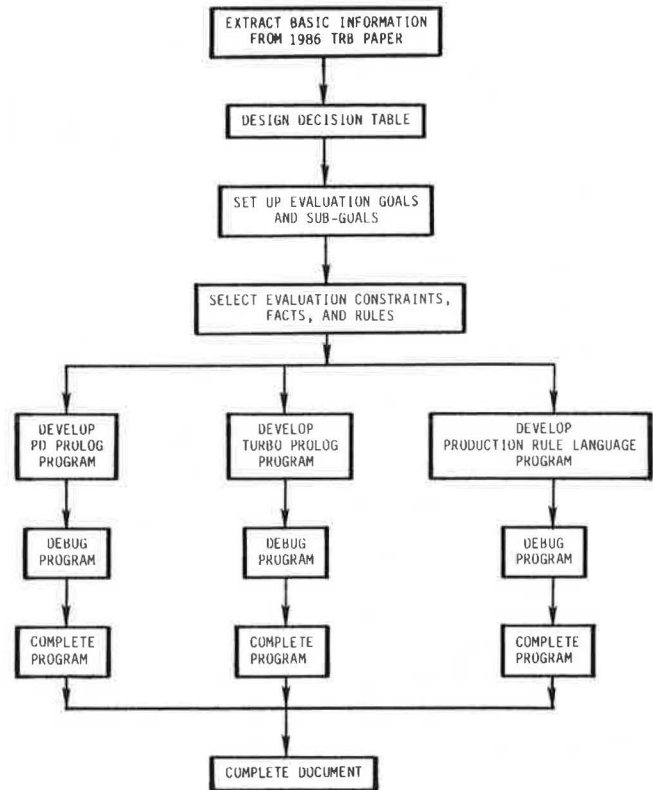 EXTRACT BASIC INFORMATION
FROM 1986 TRB PAPER
DESIGN DECISION TABLE
SET UP EVALUATION GOALS
AND SUB-GOALS
SELECT EVALUATION CONSTRAINTS,
FACTS, AND RULES
DEVELOP
PD PROLOG
PROGRAM
DEVELOP
TURBO PROLOG
PROGRAM
DEVELOP
PRODUCTION RULE LANGUAGE
PROGRAM
DEBUG
PROGRAM
DEBUG
PROGRAM
DEBUG
PROGRAM
COMPLETE
PROGRAM
COMPLETE
PROGRAM
COMPLETE
PROGRAM
COMPLETE DOCUMENT